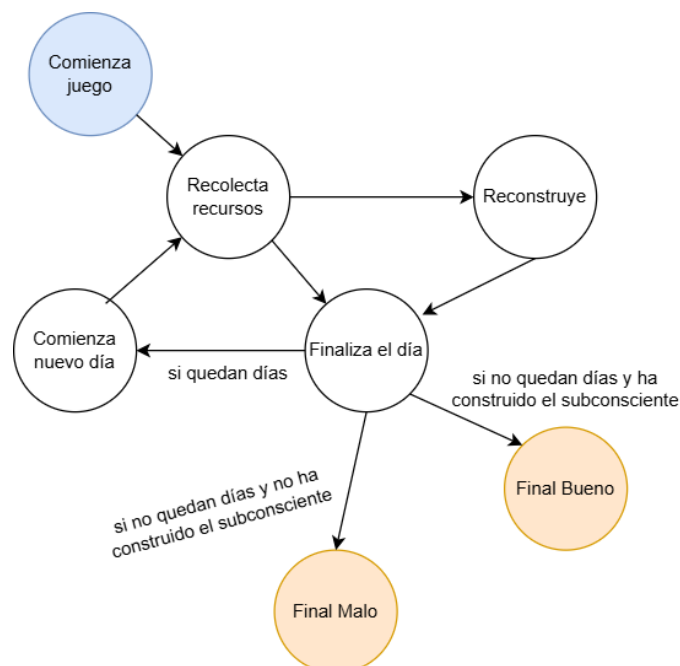 Comienza
juego
Recolecta
recursos
Reconstruye
Comienza
nuevo día
Finaliza el día
si quedan días
si no quedan días y ha
construido el subconsciente
si no quedan días y no ha
construido el subconsciente
Final Bueno
Final Malo